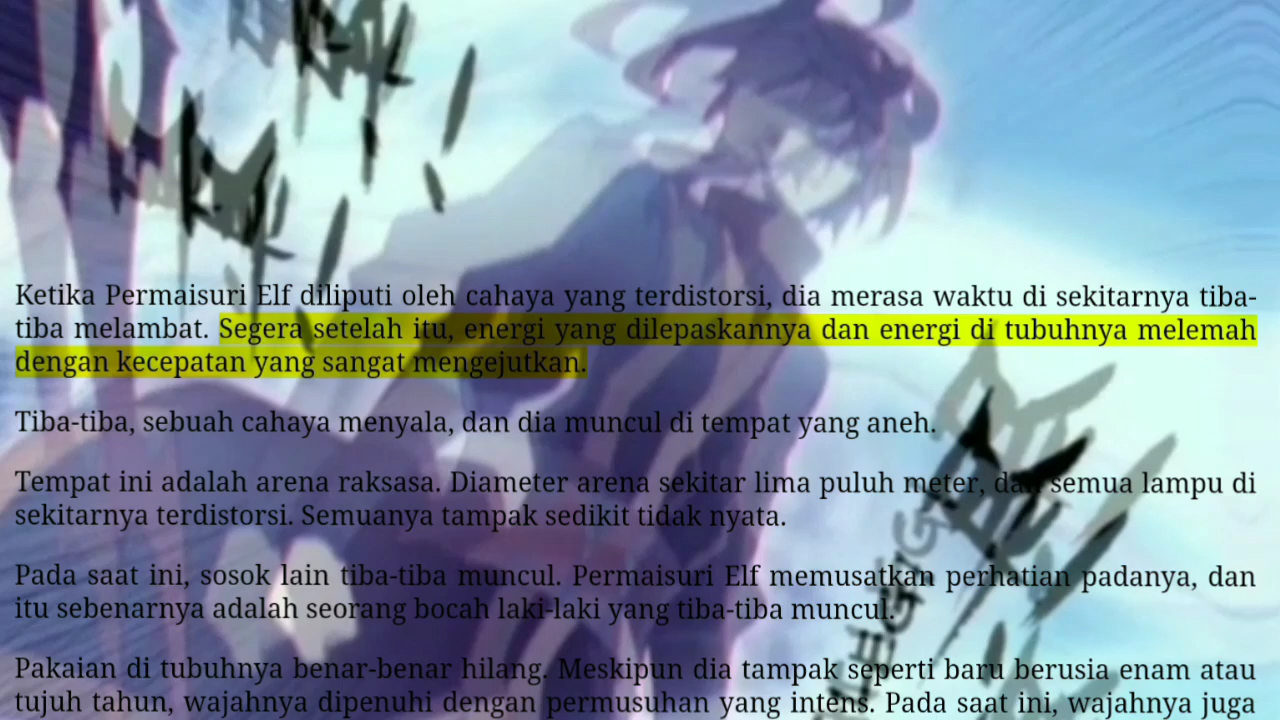 Ketika Permaisuri Elf diliputi oleh cahaya yang terdistorsi, dia merasa waktu di sekitarnya tiba-
tiba melambat. Segera setelah itu, energi yang dilepaskannya dan energi di tubuhnya melemah
dengan kecepatan yang sangat mengejutkan.
Tiba-tiba, sebuah cahaya menyala, dan dia muncul di tempat yang aneh.
Tempat ini adalah arena raksasa. Diameter arena sekitar lima puluh meter, dan semua lampu di
sekitarnya terdistorsi. Semuanya tampak sedikit tidak nyata.
Pada saat ini, sosok lain tiba-tiba muncul. Permaisuri Elf memusatkan perhatian padanya, dan
itu sebenarnya adalah seorang bocah laki-laki yang tiba-tiba muncul.
Pakaian di tubuhnya benar-benar hilang. Meskipun dia tampak seperti baru berusia enam atau
tujuh tahun, wajahnya dipenuhi dengan permusuhan yang intens. Pada saat ini, wajahnya juga